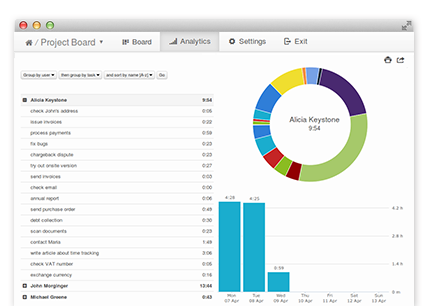 / Project Board
Board
Analytics
Settings
Exit
Group by user
then group by task
and sort by name [A-z]
Go
Alicia Keystone 9:54
check John's address 0:05
issue invoices 0:22
process payments 0:58
fix bugs 0:23
chargeback dispute 0:23
try out onsite version 0:27
send invoices 0:03
check email 0:00
annual report 0:06
send purchase order 0:49
debt collection 0:30
scan documents 0:23
contact Maria 1:49
write article about time tracking 3:06
check VAT number 0:05
exchange currency 0:16
John Morginger 13:44
Michael Greene 0:43
Alicia Keystone
9:54
4:28
4:25
0:54
4.2 h
2.8 h
1.4 h
0 m
Mon
07 Apr
Tue
08 Apr
Wed
09 Apr
Thu
10 Apr
Fri
11 Apr
Sat
12 Apr
Sun
13 Apr